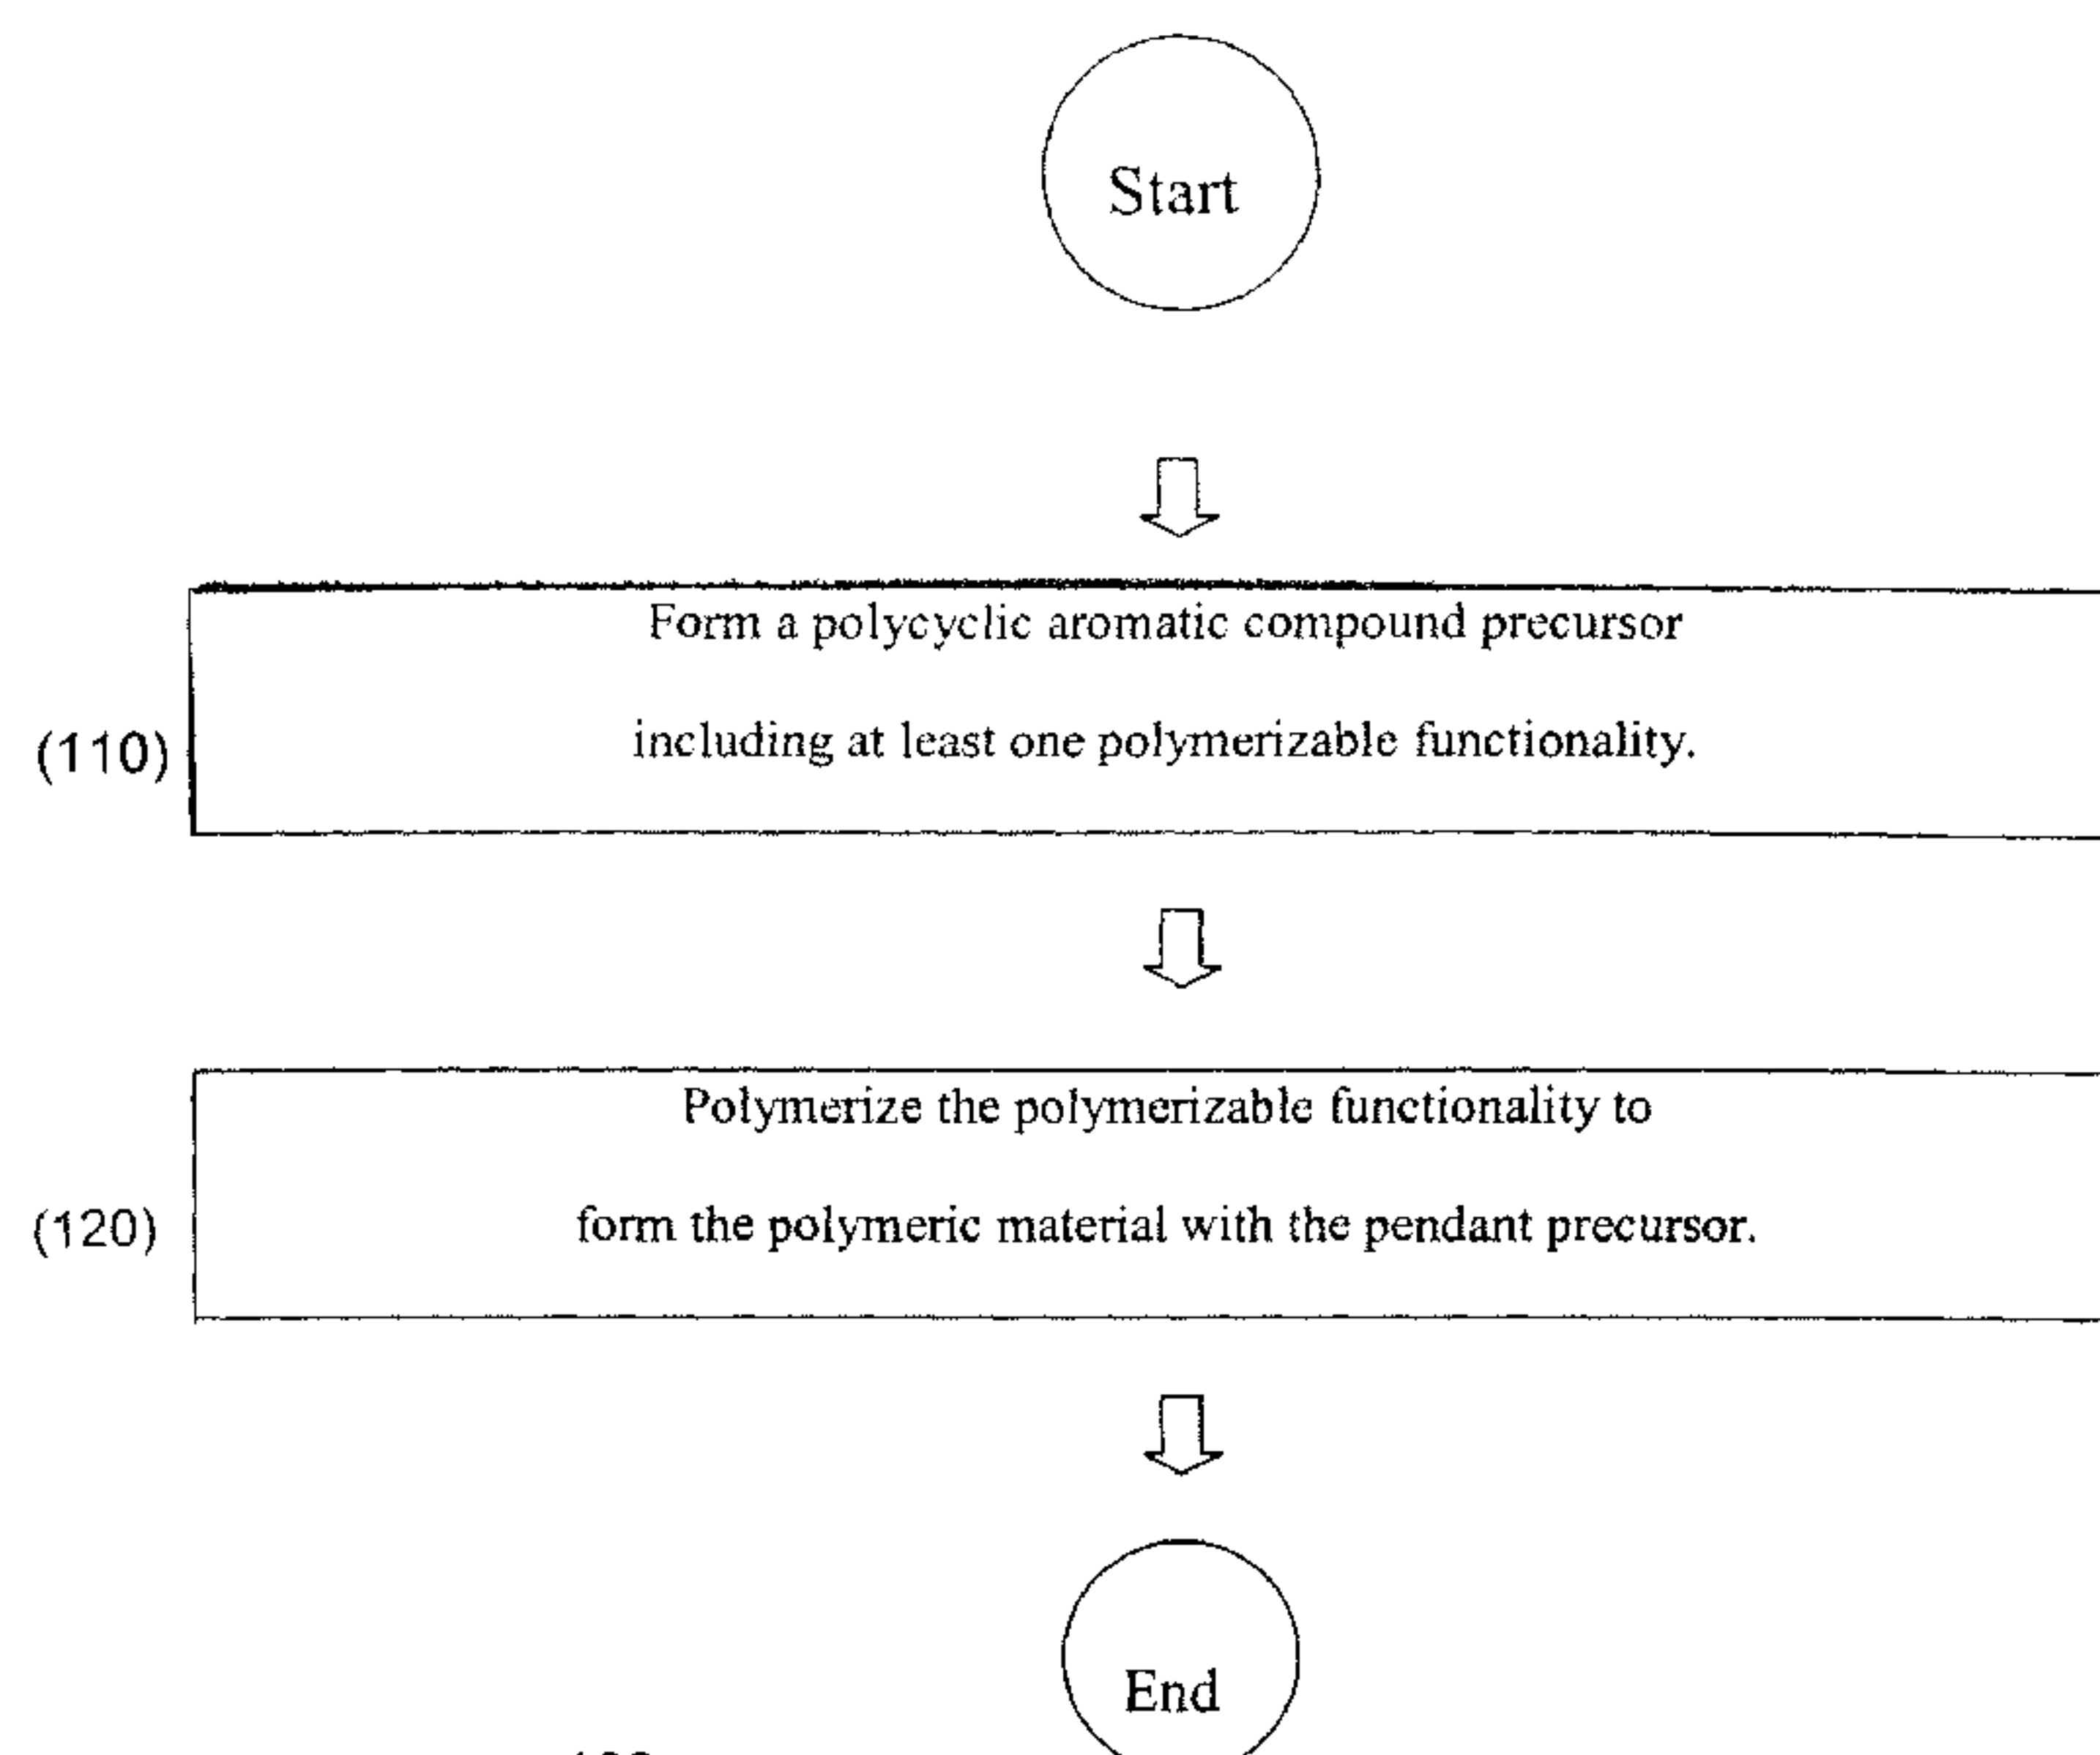 Start
Form a polycyclic aromatic compound precursor
(110)
including at least one polymerizable functionality.
Polymerize the polymerizable functionality to
(120)
form the polymeric material with the pendant precursor.
End